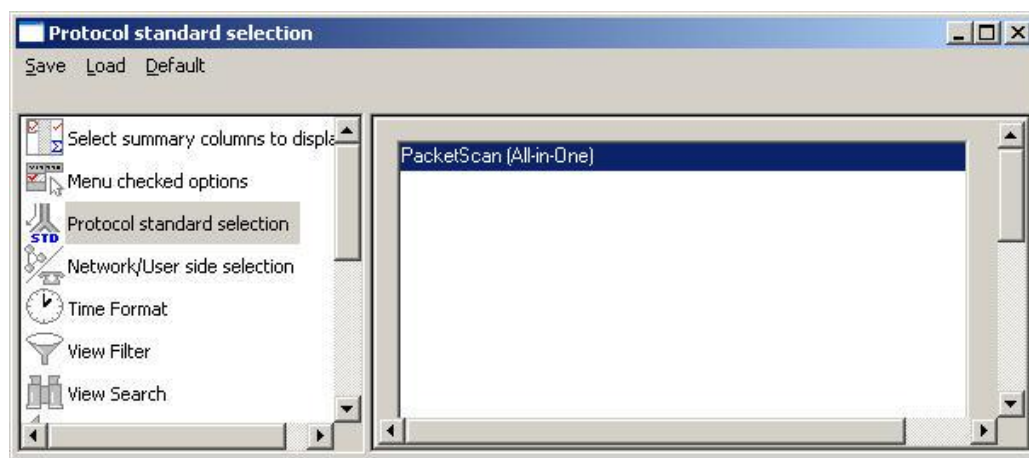 Protocol standard selection
Save Load Default
Select summary columns to displa
Menu checked options
STD
Protocol standard selection
Network/User side selection
Time Format
View Filter
View Search
PacketScan (All-in-One)